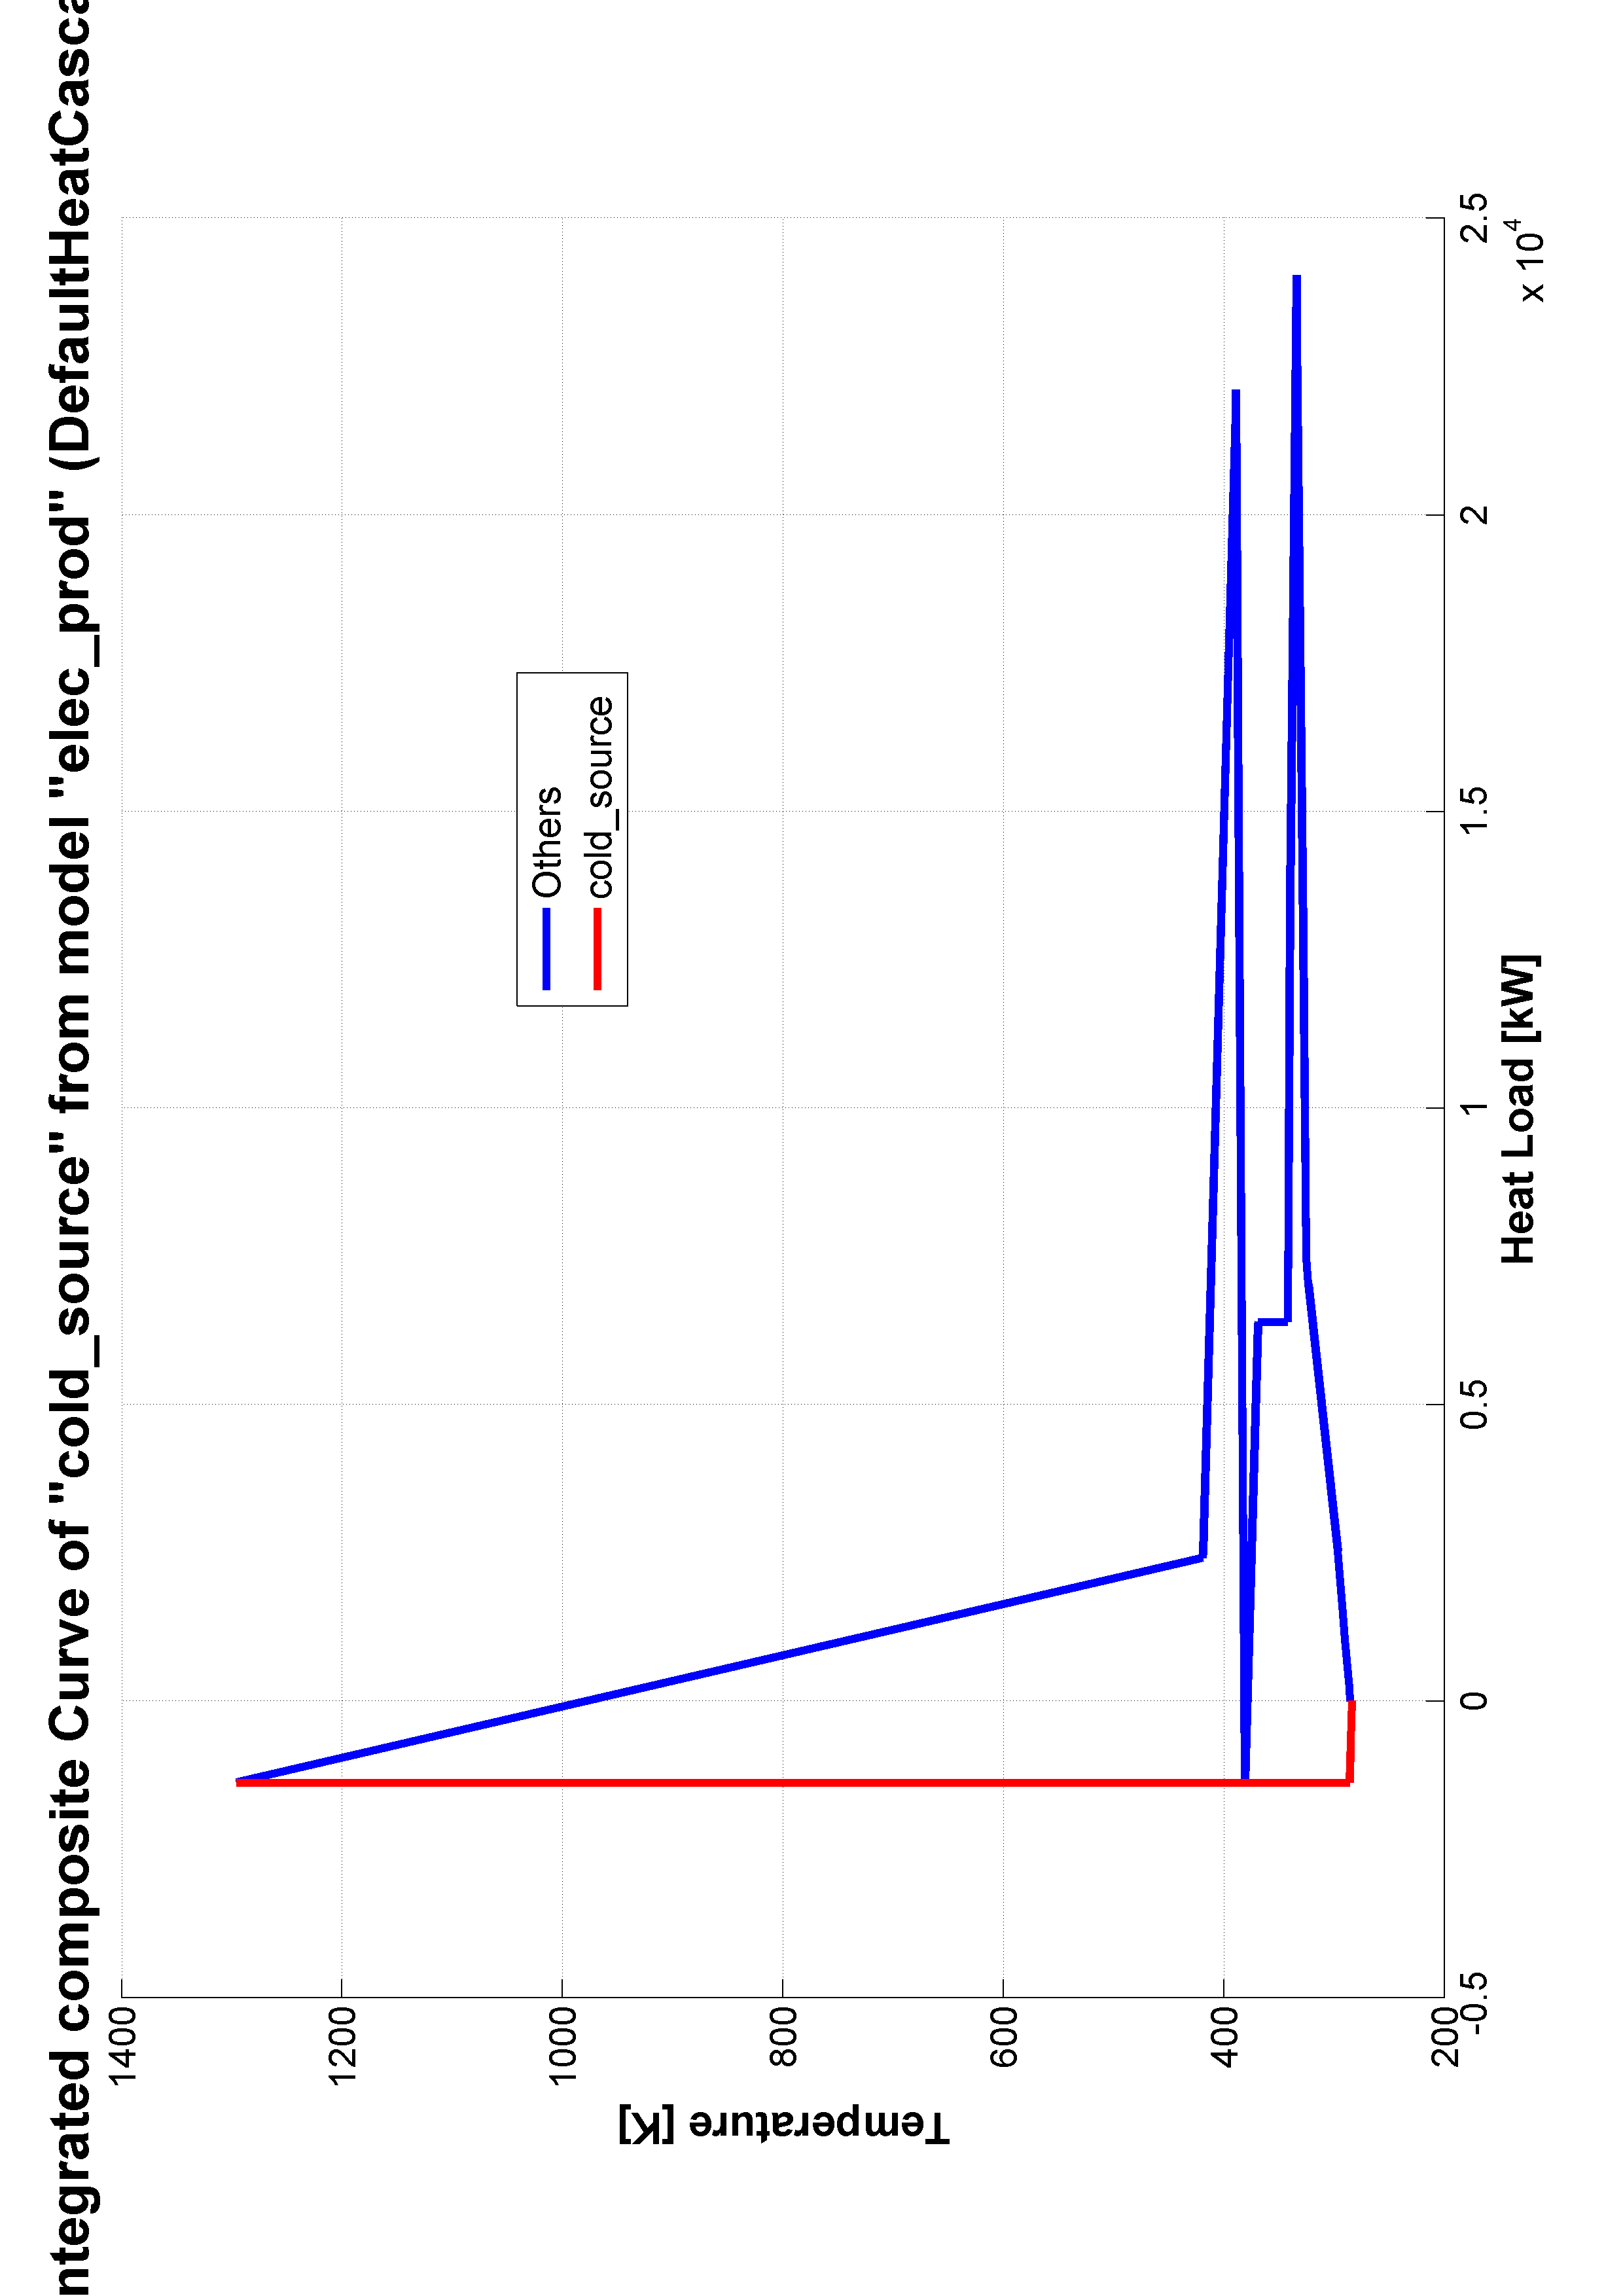 ntegrated composite Curve of "cold_source" from model "elec_prod" (DefaultHeatCasca
1400
1200
1000
800
600
400
200
Temperature [K]
Others
cold_source
-0.5
0
0.5
1
1.5
2
2.5
x 10^4
Heat Load [kW]